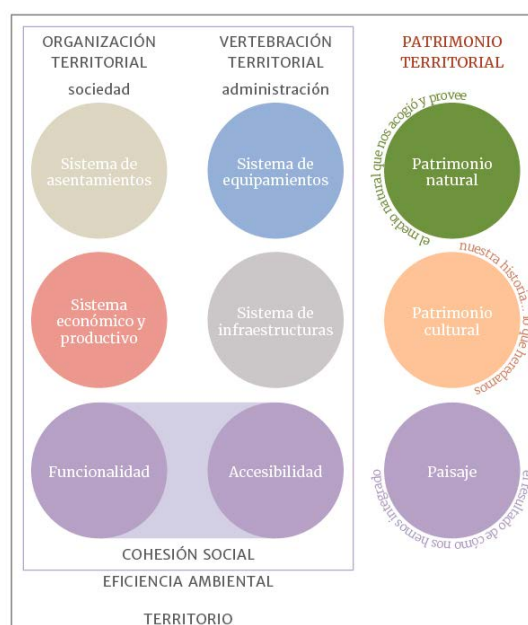 ORGANIZACIÓN
TERRITORIAL
sociedad
VERTEBRACIÓN
TERRITORIAL
administración
PATRIMONIO
TERRITORIAL
Sistema de
asentamientos
Sistema de
equipamientos
Patrimonio
natural
el medio natural que nos acogió y provee
Sistema
económico y
productivo
Sistema de
infraestructuras
Patrimonio
cultural
nuestra historia... lo que heredamos
Funcionalidad
Accesibilidad
Paisaje
el resultado de cómo nos hemos integrado
COHESIÓN SOCIAL
EFICIENCIA AMBIENTAL
TERRITORIO